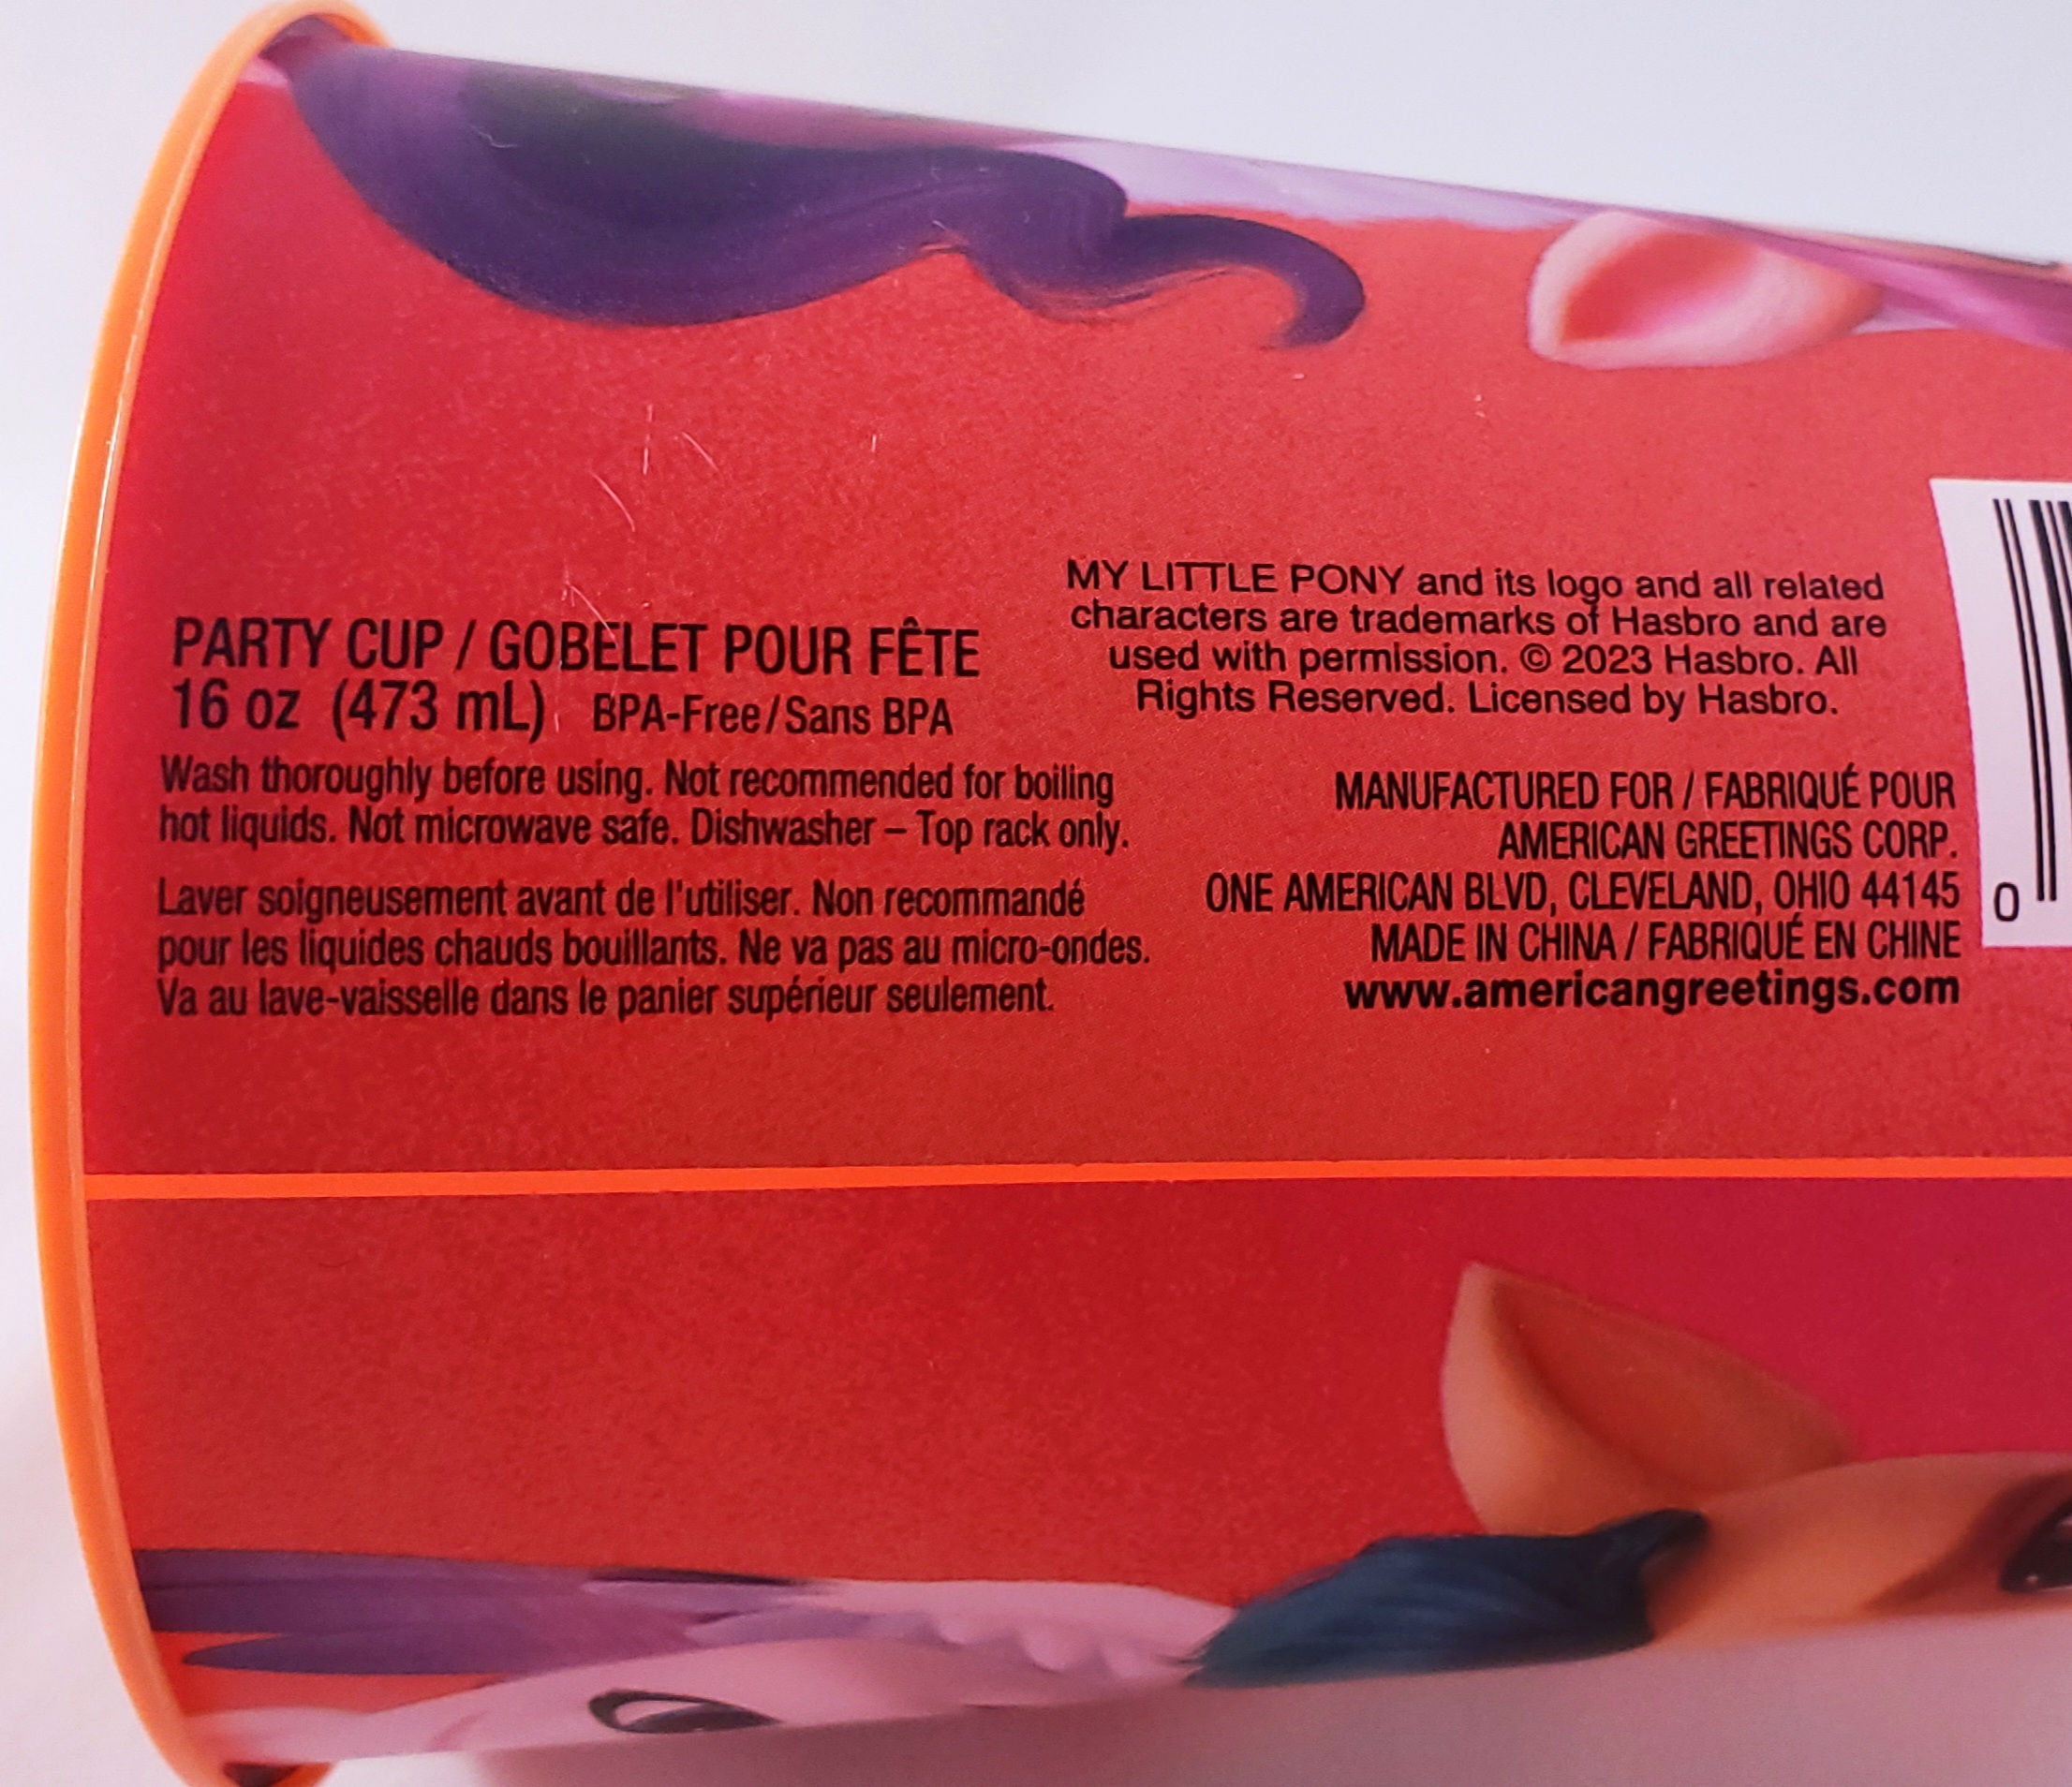 PARTY CUP / GOBELET POUR FÊTE
16 oz (473 mL) BPA-Free/Sans BPA
Wash thoroughly before using. Not recommended for boiling
hot liquids. Not microwave safe. Dishwasher – Top rack only.
Laver soigneusement avant de l'utiliser. Non recommandé
pour les liquides chauds bouillants. Ne va pas au micro-ondes.
Va au lave-vaisselle dans le panier supérieur seulement.
MY LITTLE PONY and its logo and all related
characters are trademarks of Hasbro and are
used with permission. © 2023 Hasbro. All
Rights Reserved. Licensed by Hasbro.
MANUFACTURED FOR / FABRIQUÉ POUR
AMERICAN GREETINGS CORP.
ONE AMERICAN BLVD, CLEVELAND, OHIO 44145
MADE IN CHINA / FABRIQUÉ EN CHINE
www.americangreetings.com
0